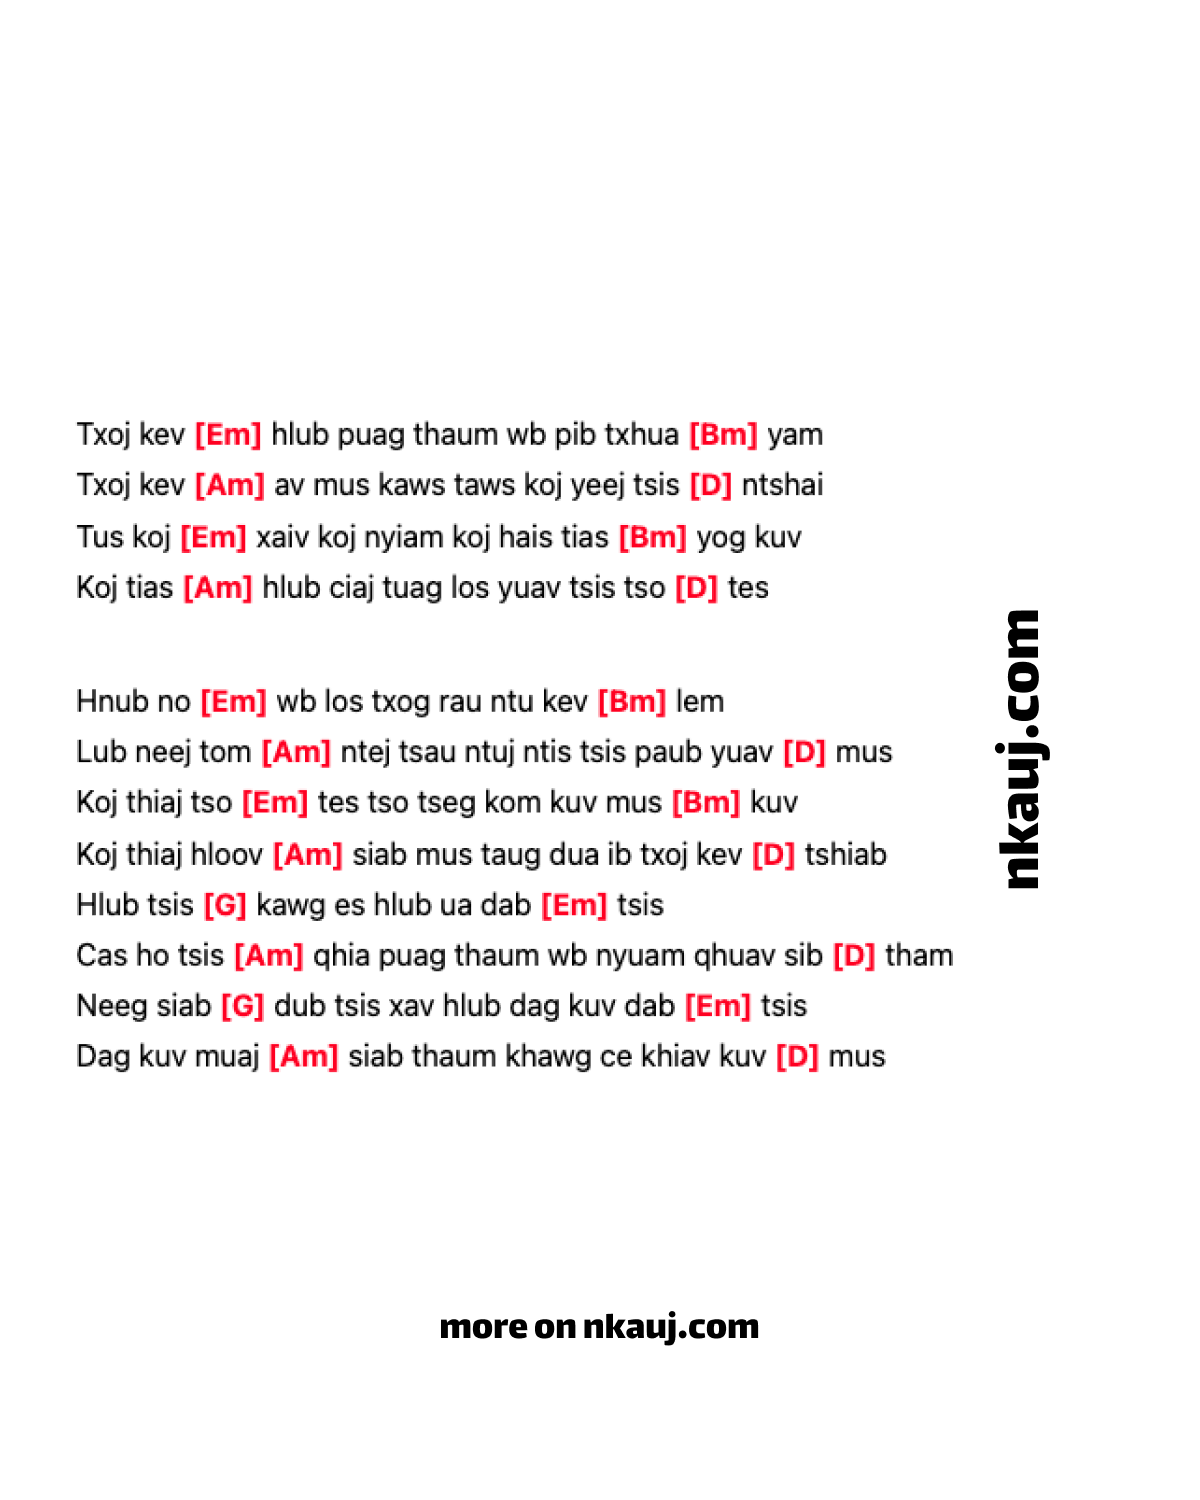 Txoj kev [Em] hlub puag thaum wb pib txhua [Bm] yam
Txoj kev [Am] av mus kaws taws koj yeej tsis [D] ntshai
Tus koj [Em] xaiv koj nyiam koj hais tias [Bm] yog kuv
Koj tias [Am] hlub ciaj tuag los yuav tsis tso [D] tes

Hnub no [Em] wb los txog rau ntu kev [Bm] lem
Lub neej tom [Am] ntej tsau ntuj ntis tsis paub yuav [D] mus
Koj thiaj tso [Em] tes tso tseg kom kuv mus [Bm] kuv
Koj thiaj hloov [Am] siab mus taug dua ib txoj kev [D] tshiab
Hlub tsis [G] kawg es hlub ua dab [Em] tsis
Cas ho tsis [Am] qhia puag thaum wb nyuam qhuav sib [D] tham
Neeg siab [G] dub tsis xav hlub dag kuv dab [Em] tsis
Dag kuv muaj [Am] siab thaum khawg ce khiav kuv [D] mus
nkauj.com
more on nkauj.com